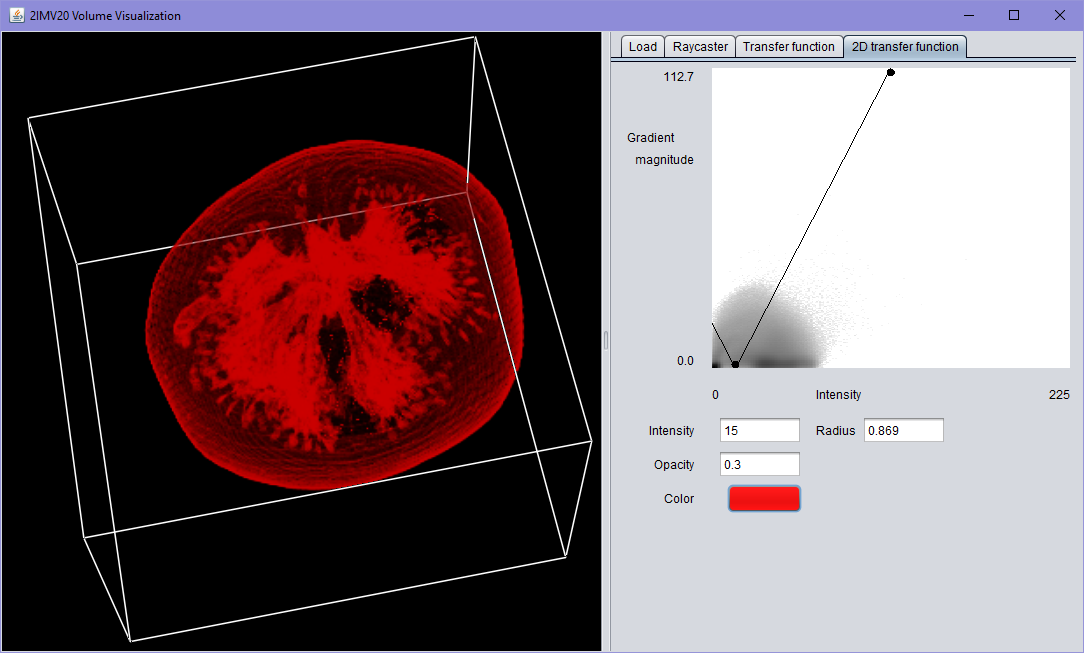 2IMV20 Volume Visualization
Load Raycaster Transfer function 2D transfer function
112.7
Gradient
magnitude
0.0
0 Intensity 225
Intensity 15 Radius 0.869
Opacity 0.3
Color